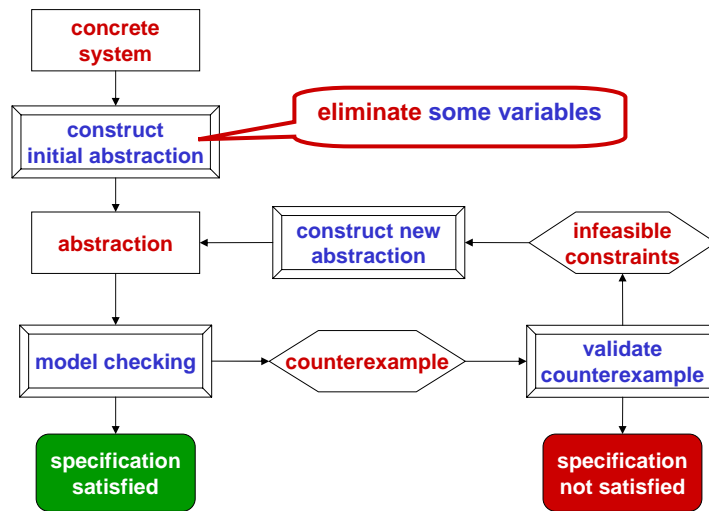 concrete
system
eliminate some variables
construct
initial abstraction
abstraction
construct new
abstraction
infeasible
constraints
model checking
counterexample
validate
counterexample
specification
satisfied
specification
not satisfied